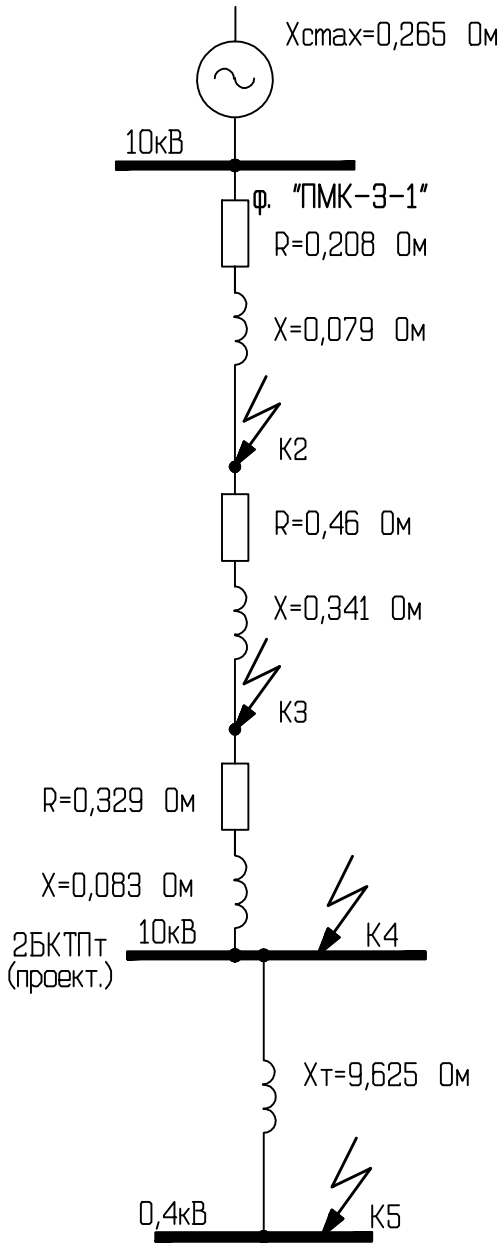 Xcmax=0,265 Ом
10кВ
ф. "ПМК-3-1"
R=0,208 Ом
X=0,079 Ом
К2
R=0,46 Ом
X=0,341 Ом
К3
R=0,329 Ом
X=0,083 Ом
10кВ
2БКТПт
(проект.)
К4
Xт=9,625 Ом
0,4кВ
К5